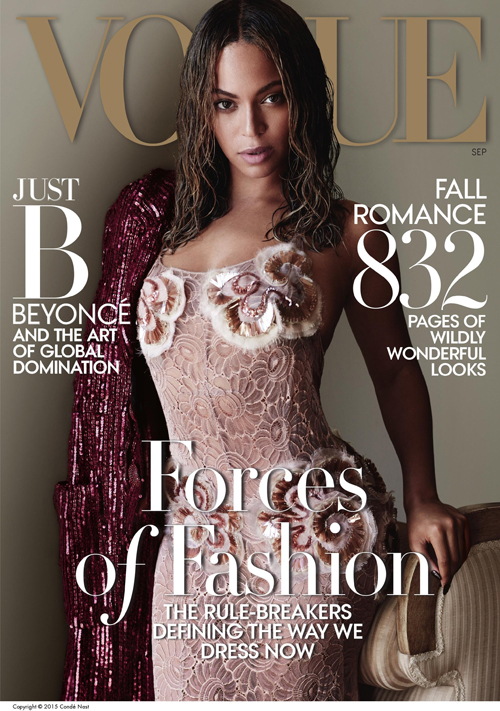 VOGUE
SEP
JUST
B
BEYONCÉ
AND THE ART
OF GLOBAL
DOMINATION
FALL
ROMANCE
832
PAGES OF
WILDLY
WONDERFUL
LOOKS
Forces
of Fashion
THE RULE-BREAKERS
DEFINING THE WAY WE
DRESS NOW
Copyright © 2015 Condé Nast